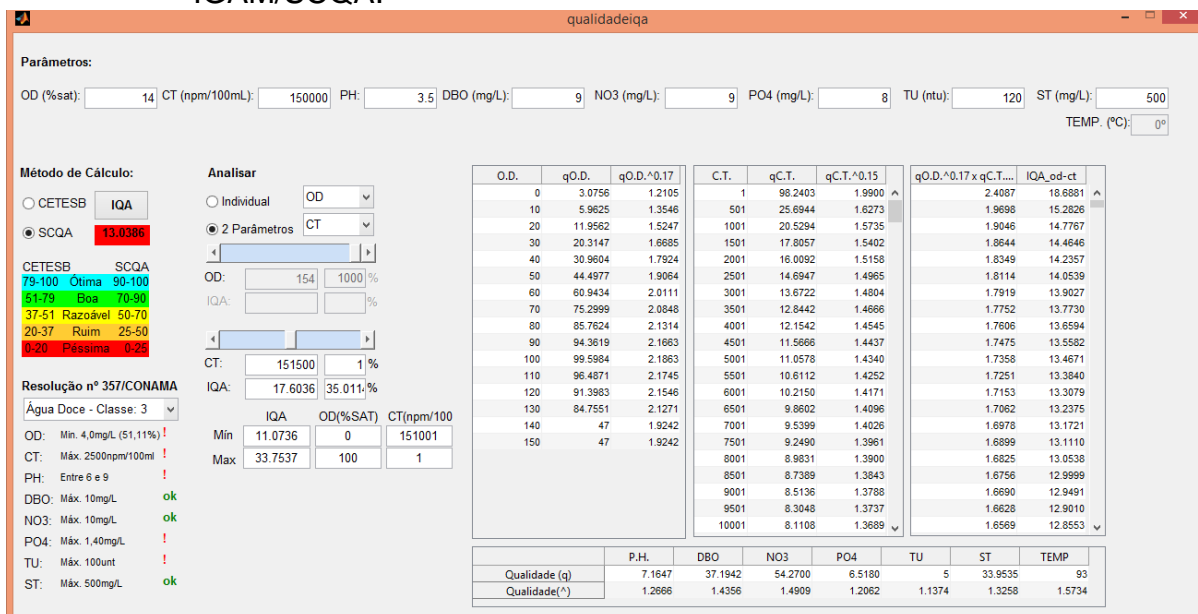 IGAM/SCQAI
qualidadeiqa
Parâmetros:
OD (%sat): 14 CT (npm/100mL): 150000 PH: 3.5 DBO (mg/L): 9 NO3 (mg/L): 9 PO4 (mg/L): 8 TU (ntu): 120 ST (mg/L): 500
TEMP. (ºC): 0º
Método de Cálculo:
CETESB IQA
SCQA 13.0386
CETESB SCQA
79-100 Ótima 90-100
51-79 Boa 70-90
37-51 Razoável 50-70
20-37 Ruim 25-50
0-20 Péssima 0-25
Resolução nº 357/CONAMA
Água Doce - Classe: 3
OD: Min. 4,0mg/L (51,11%) !
CT: Máx. 2500npm/100ml !
PH: Entre 6 e 9 !
DBO: Máx. 10mg/L ok
NO3: Máx. 10mg/L ok
PO4: Máx. 1,40mg/L !
TU: Máx. 100unt !
ST: Máx. 500mg/L ok
Analisar
Individual OD
2 Parâmetros CT
OD: 154 1000 %
IQA: %
CT: 151500 1 %
IQA: 17.6036 35.011 %
IQA OD(%SAT) CT(npm/100
Mín 11.0736 0 151001
Max 33.7537 100 1
O.D. qO.D. qO.D.^0.17
0 3.0756 1.2105
10 5.9625 1.3546
20 11.9562 1.5247
30 20.3147 1.6685
40 30.9604 1.7924
50 44.4977 1.9064
60 60.9434 2.0111
70 75.2999 2.0848
80 85.7624 2.1314
90 94.3619 2.1663
100 99.5984 2.1863
110 96.4871 2.1745
120 91.3983 2.1546
130 84.7551 2.1271
140 47 1.9242
150 47 1.9242
C.T. qC.T. qC.T.^0.15
1 98.2403 1.9900
501 25.6944 1.6273
1001 20.5294 1.5735
1501 17.8057 1.5402
2001 16.0092 1.5158
2501 14.6947 1.4965
3001 13.6722 1.4804
3501 12.8442 1.4666
4001 12.1542 1.4545
4501 11.5666 1.4437
5001 11.0578 1.4340
5501 10.6112 1.4252
6001 10.2150 1.4171
6501 9.8602 1.4096
7001 9.5399 1.4026
7501 9.2490 1.3961
8001 8.9831 1.3900
8501 8.7389 1.3843
9001 8.5136 1.3788
9501 8.3048 1.3737
10001 8.1108 1.3689
qO.D.^0.17 x qC.T.... IQA_od-ct
2.4087 18.6881
1.9698 15.2826
1.9046 14.7767
1.8644 14.4646
1.8349 14.2357
1.8114 14.0539
1.7919 13.9027
1.7752 13.7730
1.7606 13.6594
1.7475 13.5582
1.7358 13.4671
1.7251 13.3840
1.7153 13.3079
1.7062 13.2375
1.6978 13.1721
1.6899 13.1110
1.6825 13.0538
1.6756 12.9999
1.6690 12.9491
1.6628 12.9010
1.6569 12.8553
P.H. DBO NO3 PO4 TU ST TEMP
Qualidade (q) 7.1647 37.1942 54.2700 6.5180 5 33.9535 93
Qualidade(^) 1.2666 1.4356 1.4909 1.2062 1.1374 1.3258 1.5734